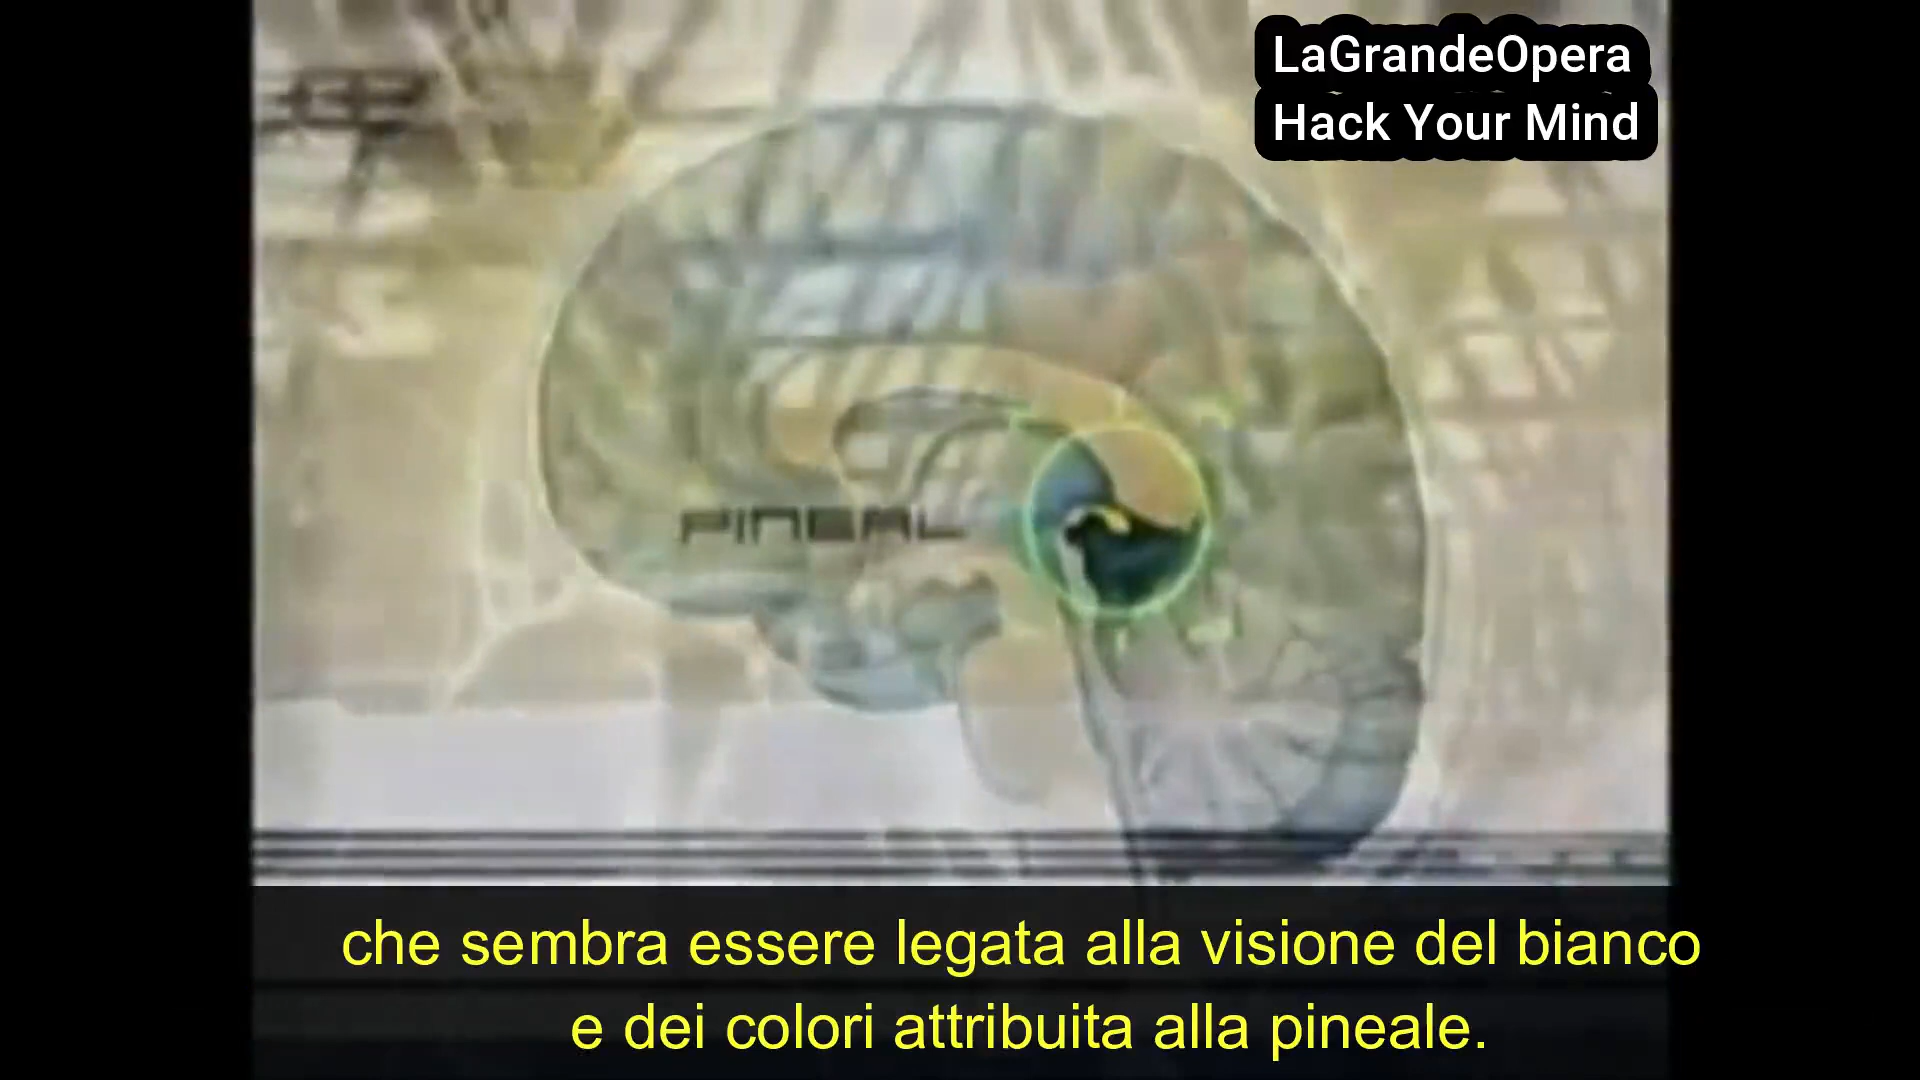 LaGrandeOpera
Hack Your Mind
PINEAL
che sembra essere legata alla visione del bianco
e dei colori attribuita alla pineale.